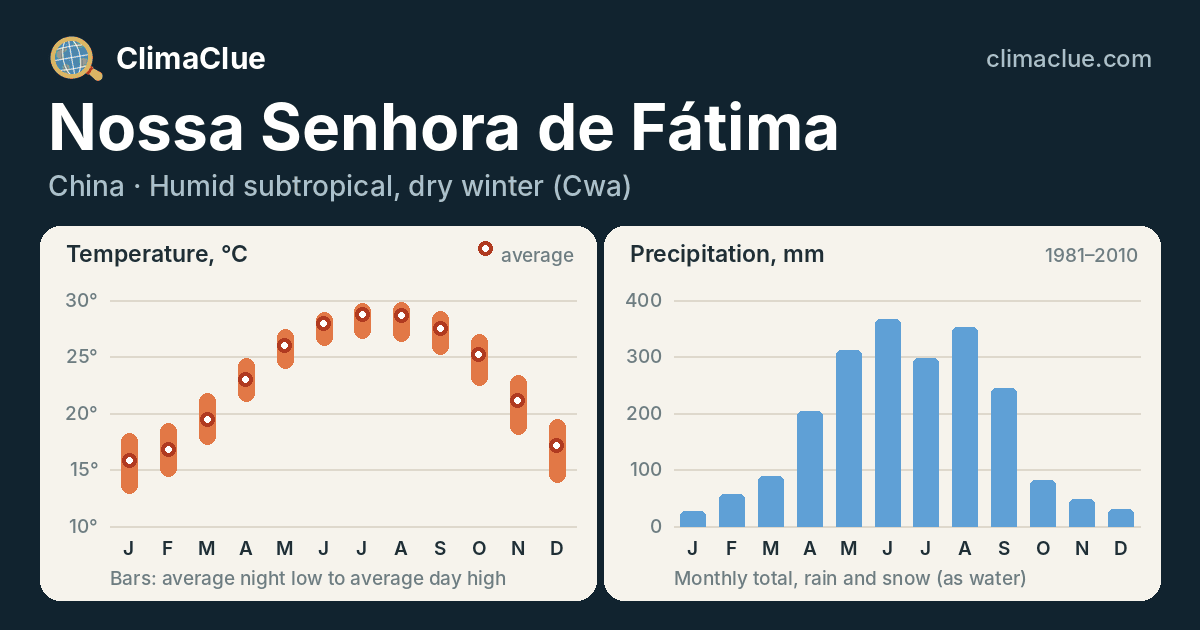 ClimaClue
climaclue.com
Nossa Senhora de Fátima
China · Humid subtropical, dry winter (Cwa)
Temperature, °C
average
30°
25°
20°
15°
10°
J F M A M J J A S O N D
Bars: average night low to average day high
Precipitation, mm
1981–2010
400
300
200
100
0
J F M A M J J A S O N D
Monthly total, rain and snow (as water)